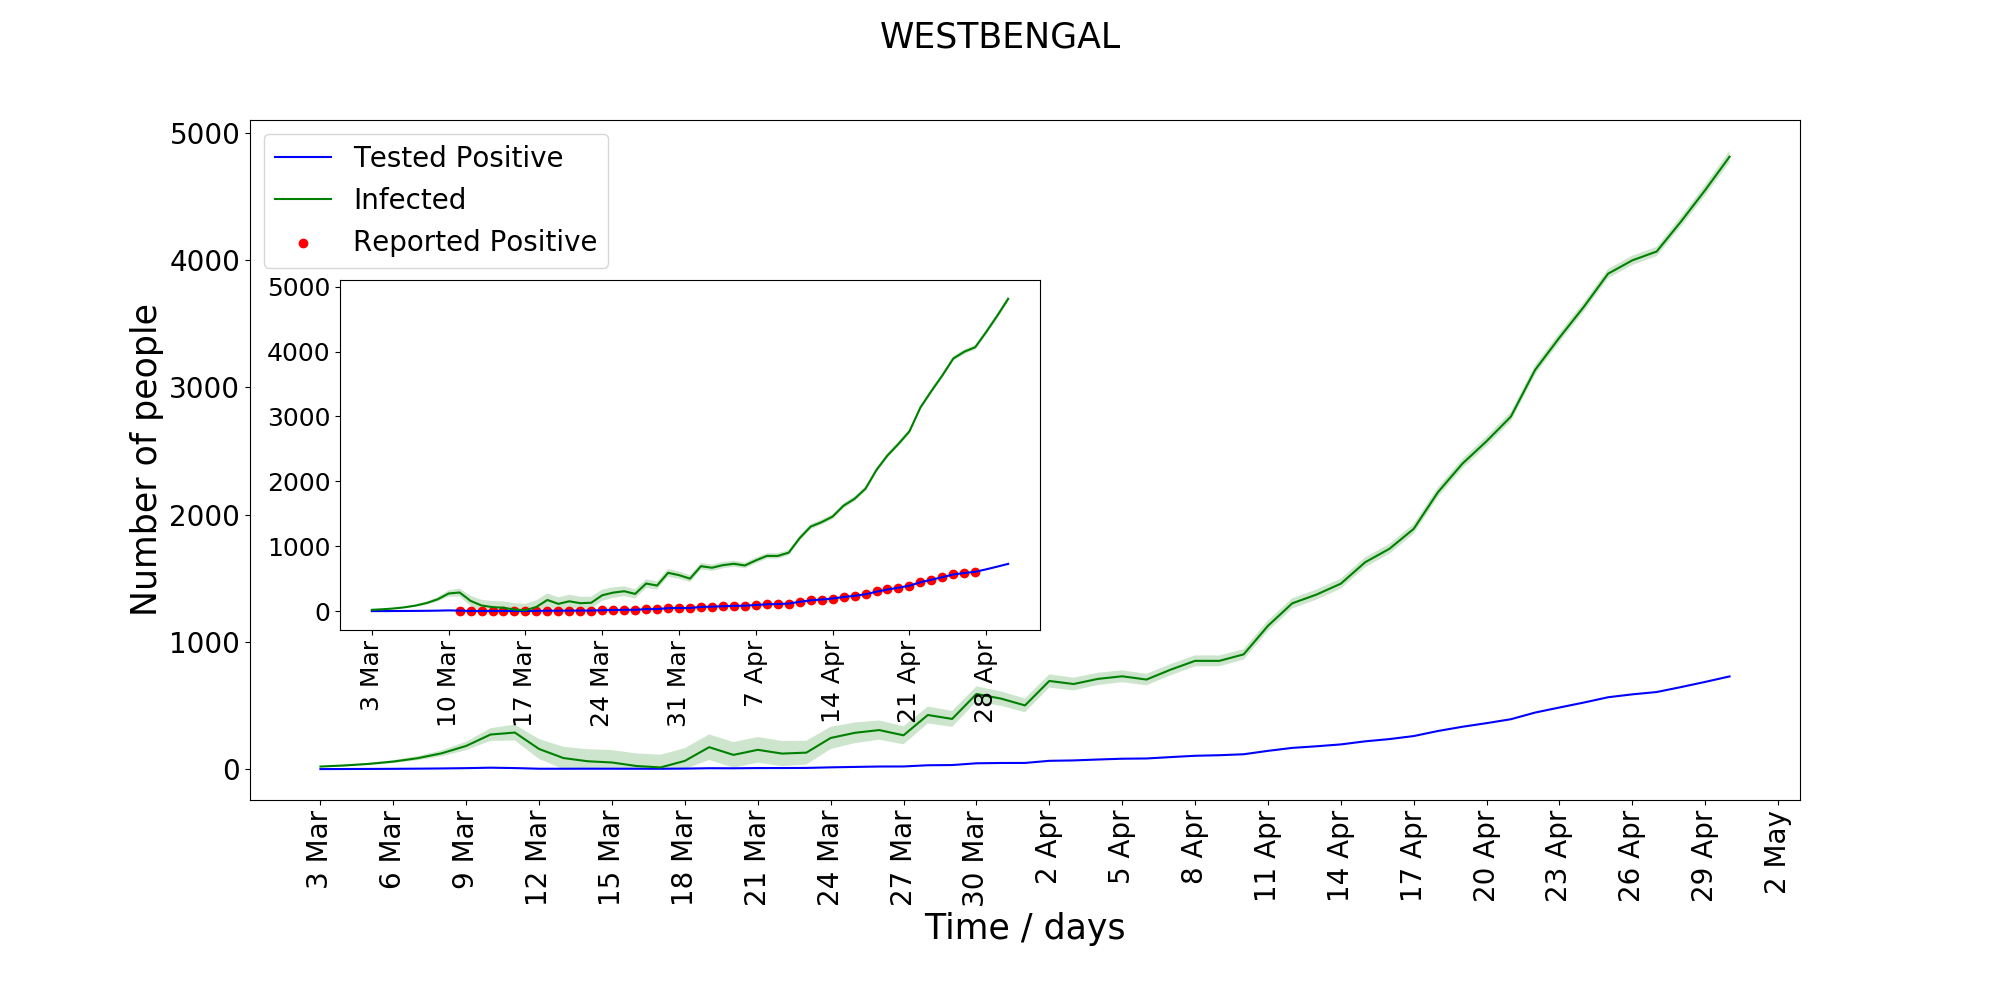 WESTBENGAL
Tested Positive
Infected
Reported Positive
5000
4000
3000
2000
1000
0
Number of people
5000
4000
3000
2000
1000
0
3 Mar
10 Mar
17 Mar
24 Mar
31 Mar
7 Apr
14 Apr
21 Apr
28 Apr
3 Mar
6 Mar
9 Mar
12 Mar
15 Mar
18 Mar
21 Mar
24 Mar
27 Mar
30 Mar
2 Apr
5 Apr
8 Apr
11 Apr
14 Apr
17 Apr
20 Apr
23 Apr
26 Apr
29 Apr
2 May
Time / days